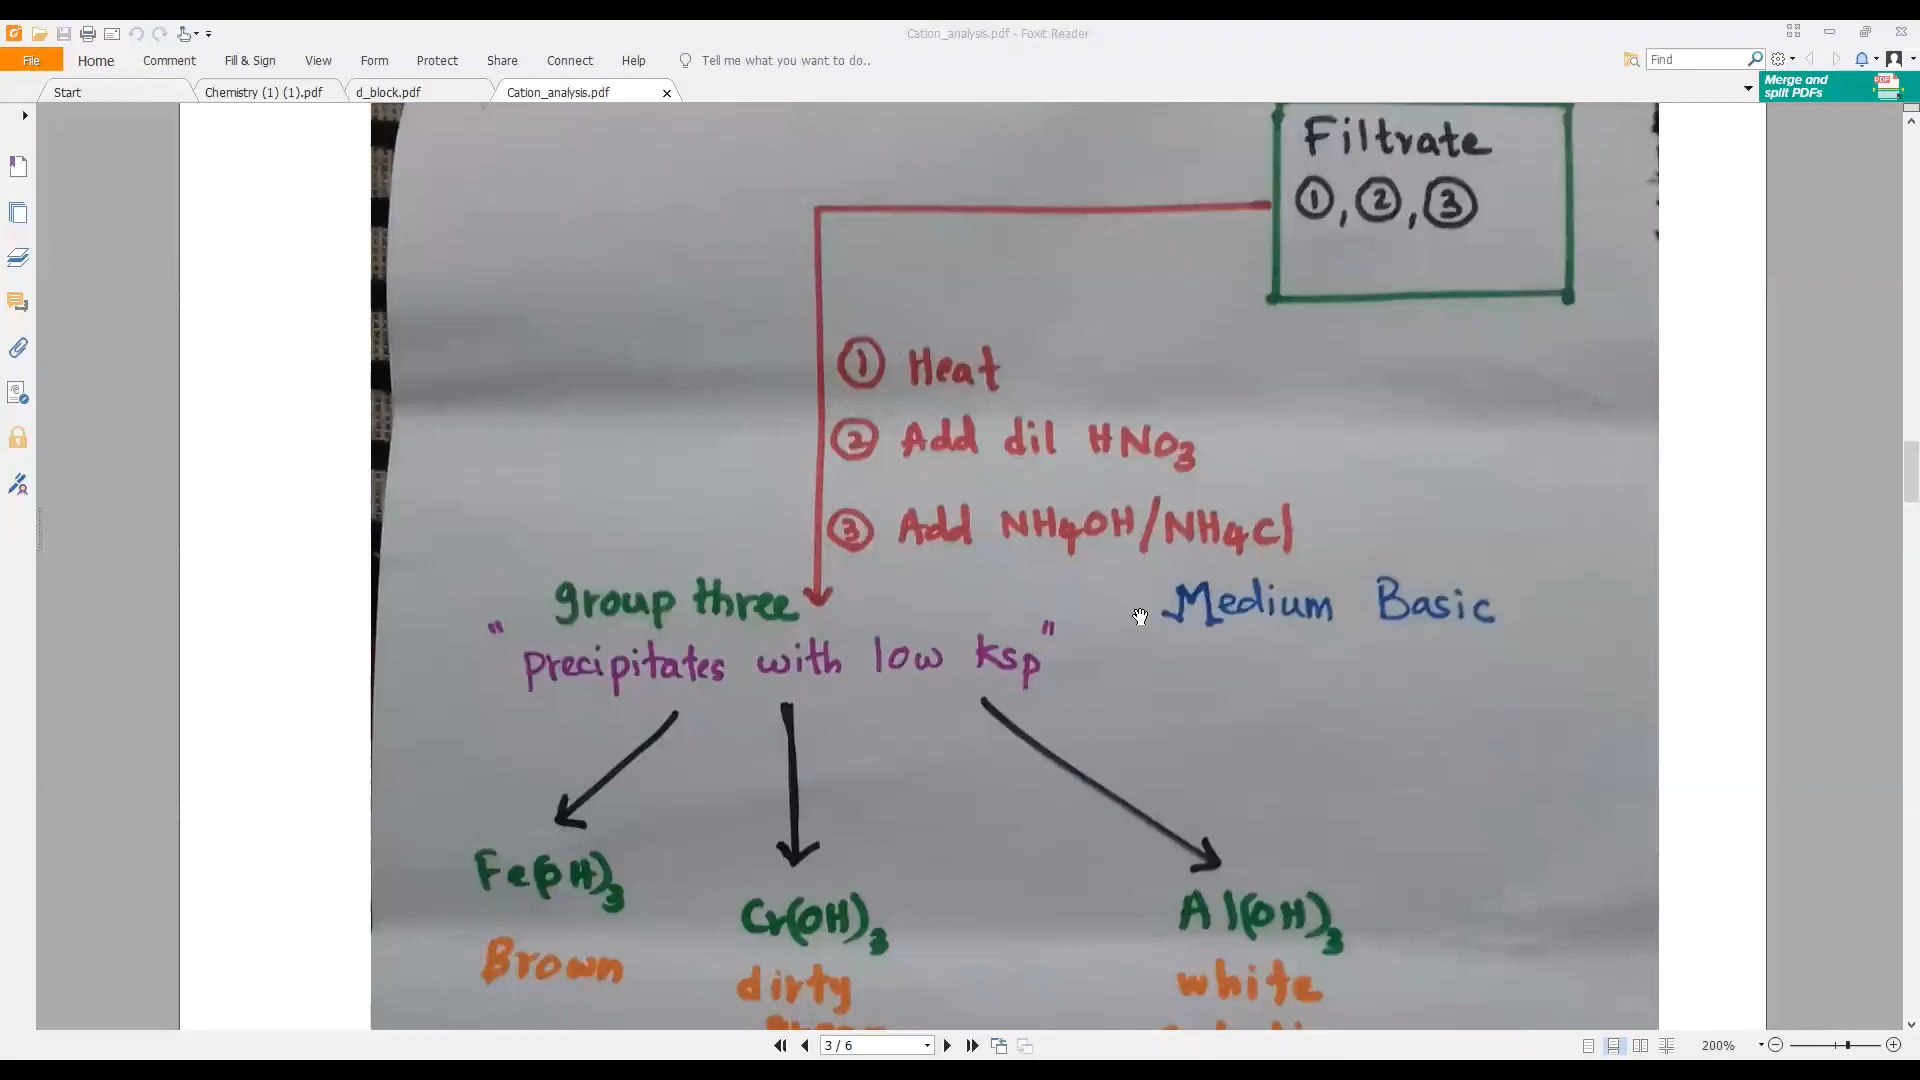 Cation_analysis.pdf - Foxit Reader
File Home Comment Fill & Sign View Form Protect Share Connect Help Tell me what you want to do.. Find
Start Chemistry (1) (1).pdf d_block.pdf Cation_analysis.pdf Merge and split PDFs
Filtrate
①, ②, ③
① Heat
② Add dil HNO3
③ Add NH4OH/NH4Cl
group three
Medium Basic
"precipitates with low ksp"
Fe(OH)3
Cr(OH)3
Al(OH)3
Brown
dirty
white
3 / 6
200%